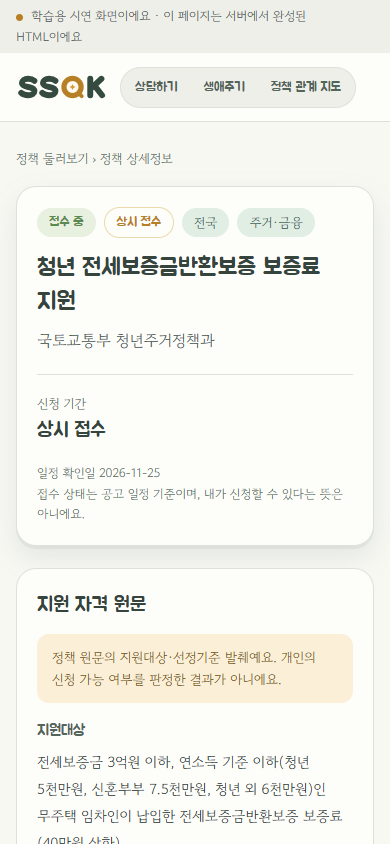 학습용 시연 화면이에요 · 이 페이지는 서버에서 완성된
HTML이에요
SSOK
상담하기 생애주기 정책 관계 지도
정책 둘러보기 › 정책 상세정보
접수 중 상시 접수 전국 주거·금융
청년 전세보증금반환보증 보증료
지원
국토교통부 청년주거정책과
신청 기간
상시 접수
일정 확인일 2026-11-25
접수 상태는 공고 일정 기준이며, 내가 신청할 수 있다는 뜻은
아니에요.
지원 자격 원문
정책 원문의 지원대상·선정기준 발췌예요. 개인의
신청 가능 여부를 판정한 결과가 아니에요.
지원대상
전세보증금 3억원 이하, 연소득 기준 이하(청년
5천만원, 신혼부부 7.5천만원, 청년 외 6천만원)인
무주택 임차인이 납입한 전세보증금반환보증 보증료
(40만원 상한)